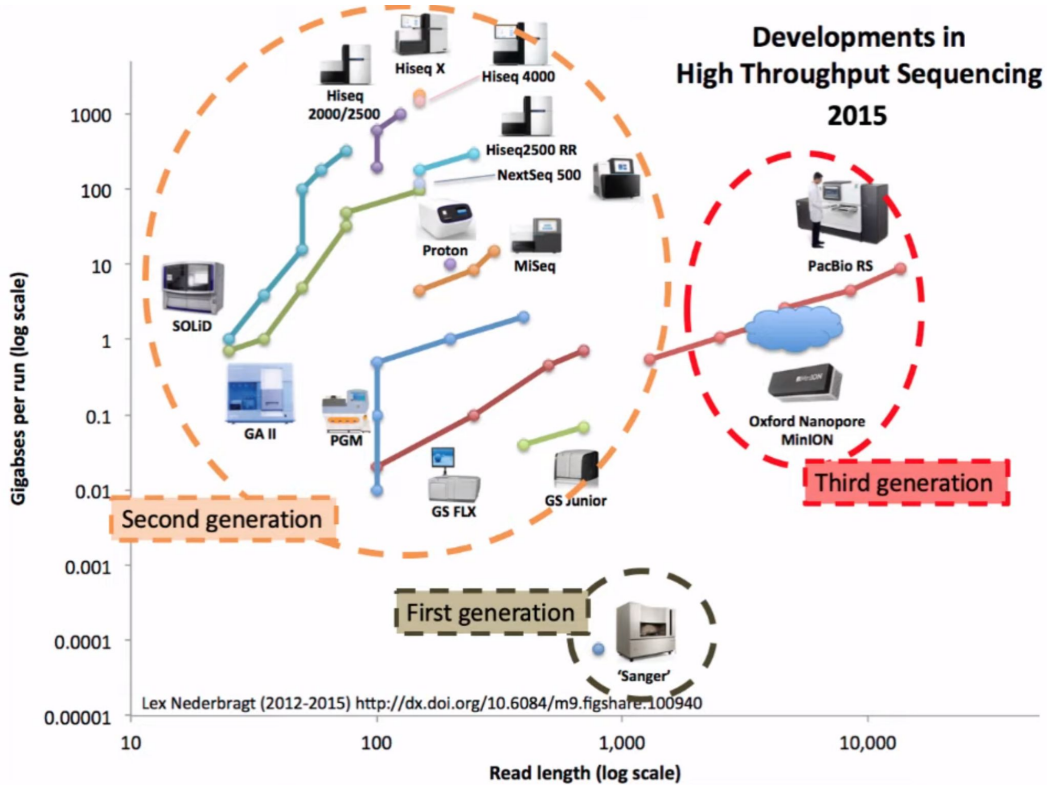 Developments in
High Throughput Sequencing
2015
Hiseq X
Hiseq 4000
Hiseq
2000/2500
Hiseq2500 RR
NextSeq 500
Proton
MiSeq
SOLiD
GA II
PGM
GS FLX
GS Junior
PacBio RS
MinION
Oxford Nanopore
MinION
Second generation
Third generation
First generation
'Sanger'
Lex Nederbragt (2012-2015) http://dx.doi.org/10.6084/m9.figshare.100940
Gigabses per run (log scale)
1000
100
10
1
0.1
0.01
0.001
0.0001
0.00001
10
100
1,000
10,000
Read length (log scale)